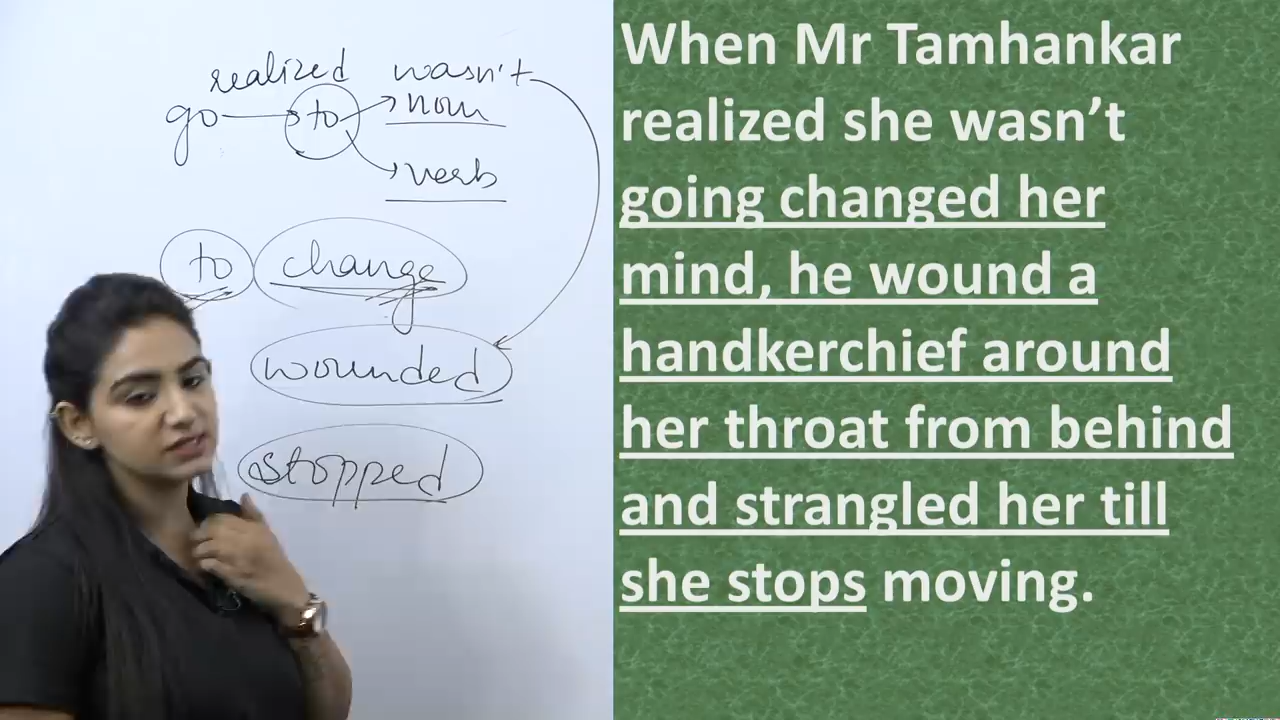 realized wasn't
go to noun
verb
to change
wounded
stopped
When Mr Tamhankar
realized she wasn’t
going changed her
mind, he wound a
handkerchief around
her throat from behind
and strangled her till
she stops moving.